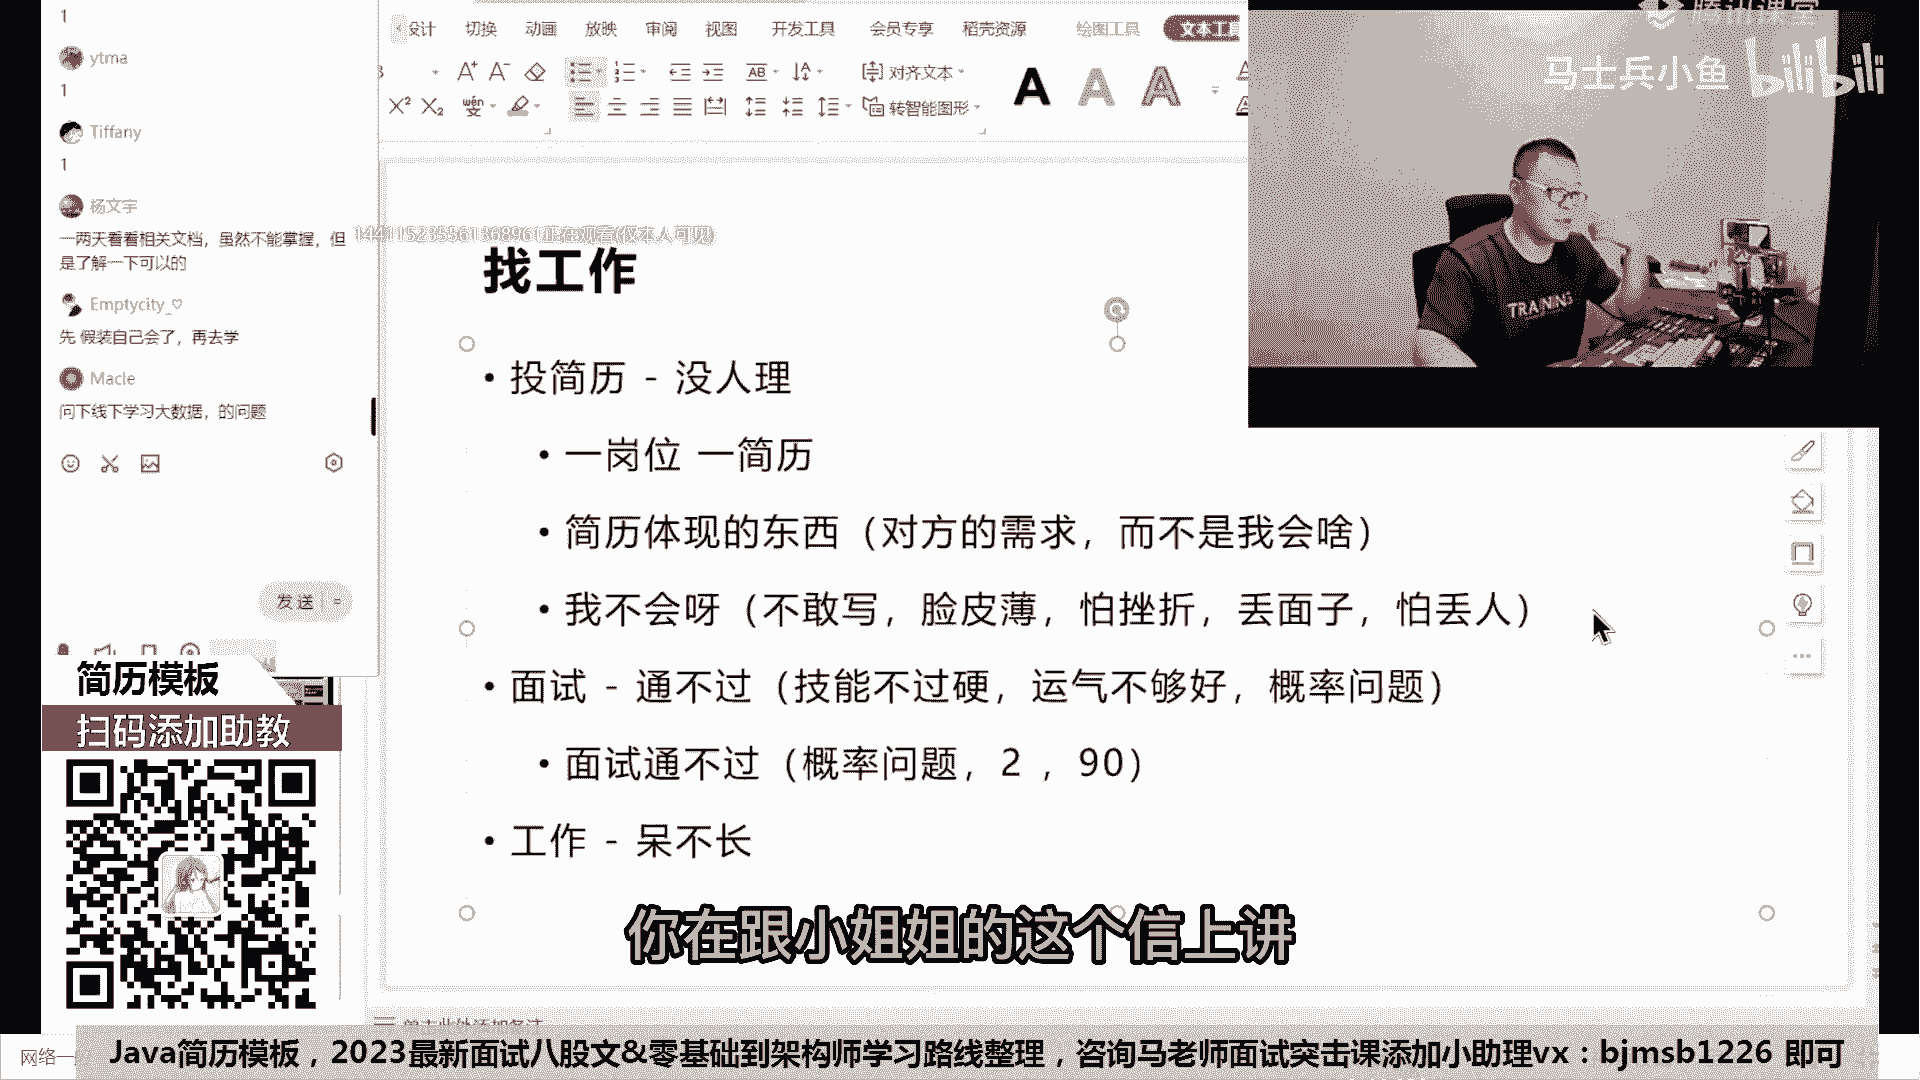 1
ytma
1
Tiffany
1
杨文宇
一两天看看相关文档，虽然不能掌握，但
是了解一下可以的
Emptycity_♡
先 假装自己会了，再去学
Macle
问下线下学习大数据，的问题
发送
设计 切换 动画 放映 审阅 视图 开发工具 会员专享 稻壳资源 绘图工具 文本工具
对齐文本
转智能图形
腾讯课堂
马士兵小鱼 bilibili
144115235561368961正在观看(仅本人可见)
找工作
• 投简历 - 没人理
• 一岗位 一简历
• 简历体现的东西（对方的需求，而不是我会啥）
• 我不会呀（不敢写，脸皮薄，怕挫折，丢面子，怕丢人）
• 面试 - 通不过（技能不过硬，运气不够好，概率问题）
• 面试通不过（概率问题，2 ，90）
• 工作 - 呆不长
TRAINING
简历模板
扫码添加助教
你在跟小姐姐的这个信上讲
单击此处添加备注
网络一
Java简历模板，2023最新面试八股文&零基础到架构师学习路线整理，咨询马老师面试突击课添加小助理vx：bjmsb1226 即可